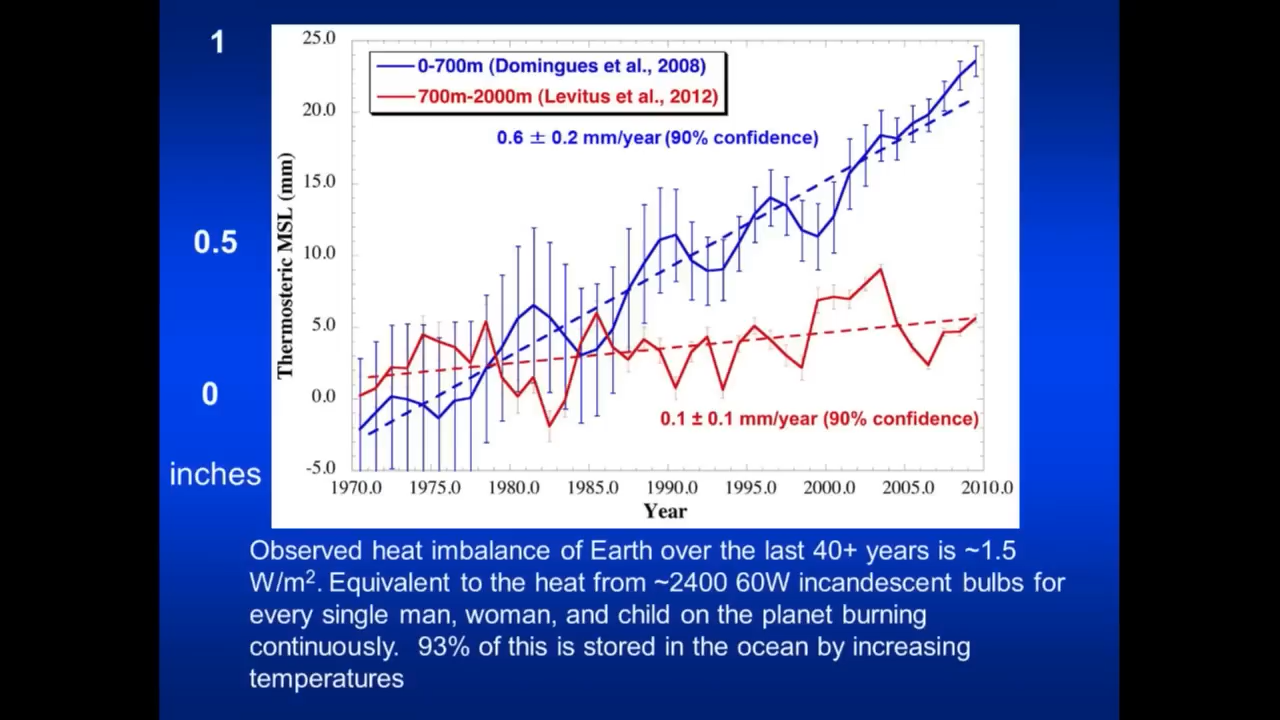 1
0.5
0
inches
25.0
20.0
15.0
10.0
5.0
0.0
-5.0
Thermosteric MSL (mm)
0-700m (Domingues et al., 2008)
700m-2000m (Levitus et al., 2012)
0.6 ± 0.2 mm/year (90% confidence)
0.1 ± 0.1 mm/year (90% confidence)
1970.0 1975.0 1980.0 1985.0 1990.0 1995.0 2000.0 2005.0 2010.0
Year
Observed heat imbalance of Earth over the last 40+ years is ~1.5
W/m². Equivalent to the heat from ~2400 60W incandescent bulbs for
every single man, woman, and child on the planet burning
continuously. 93% of this is stored in the ocean by increasing
temperatures